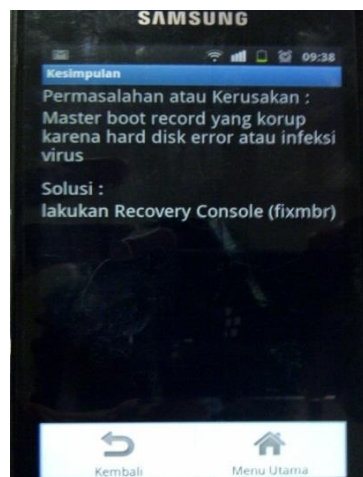 SAMSUNG
09:38
Kesimpulan
Permasalahan atau Kerusakan :
Master boot record yang korup
karena hard disk error atau infeksi
virus
Solusi :
lakukan Recovery Console (fixmbr)
Kembali
Menu Utama